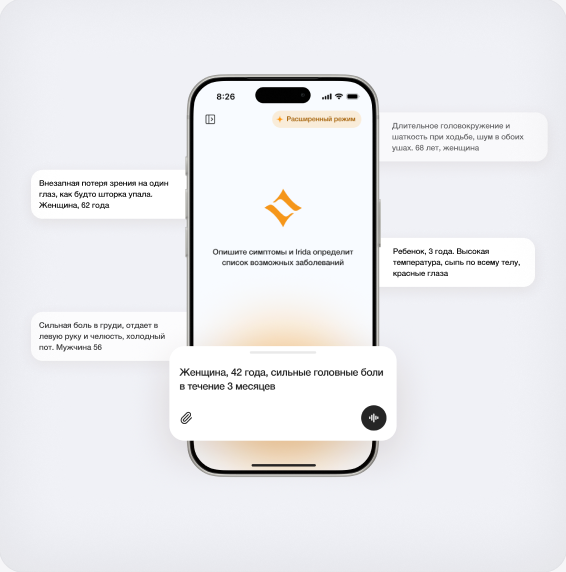 8:26
Расширенный режим
Длительное головокружение и
шаткость при ходьбе, шум в обоих
ушах. 68 лет, женщина
Внезапная потеря зрения на один
глаз, как будто шторка упала.
Женщина, 62 года
Опишите симптомы и Irida определит
список возможных заболеваний
Ребенок, 3 года. Высокая
температура, сыпь по всему телу,
красные глаза
Сильная боль в груди, отдает в
левую руку и челюсть, холодный
пот. Мужчина 56
Женщина, 42 года, сильные головные боли
в течение 3 месяцев